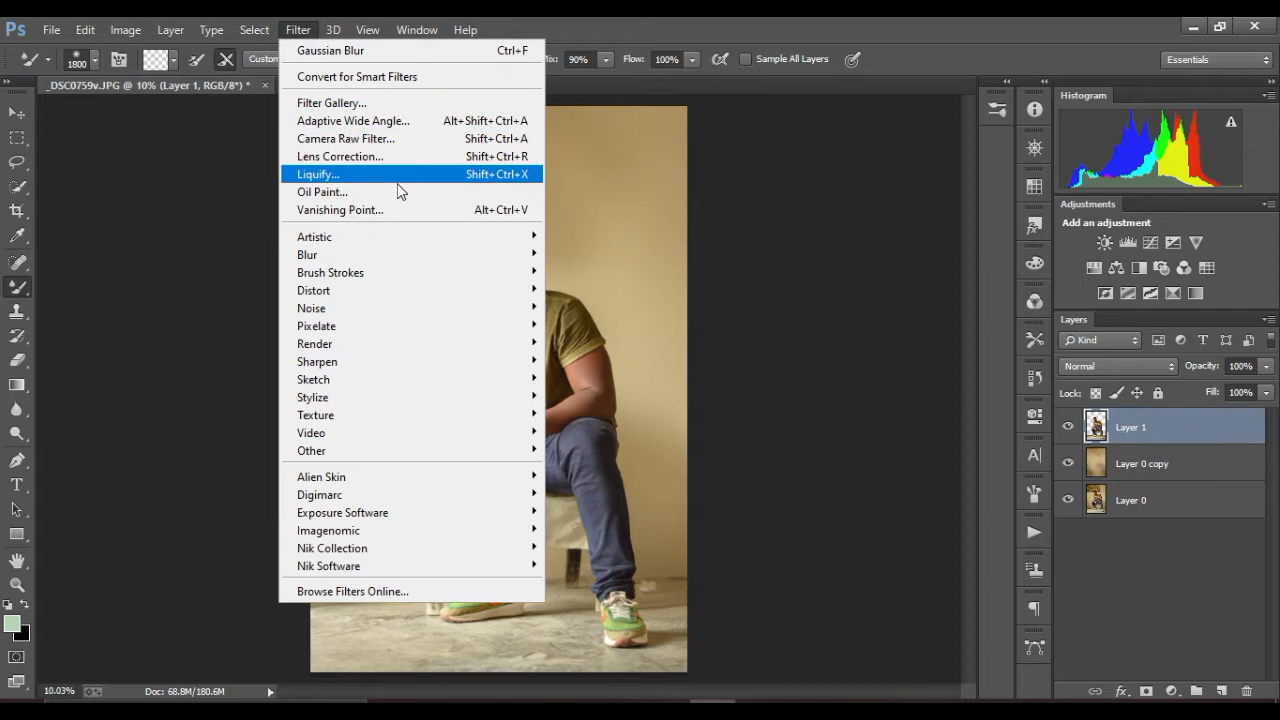 Ps File Edit Image Layer Type Select Filter 3D View Window Help
1800 Custom Mix: 90% Flow: 100% Sample All Layers Essentials
_DSC0759v.JPG @ 10% (Layer 1, RGB/8*) * ×
Gaussian Blur Ctrl+F
Convert for Smart Filters
Filter Gallery...
Adaptive Wide Angle... Alt+Shift+Ctrl+A
Camera Raw Filter... Shift+Ctrl+A
Lens Correction... Shift+Ctrl+R
Liquify... Shift+Ctrl+X
Oil Paint...
Vanishing Point... Alt+Ctrl+V
Artistic
Blur
Brush Strokes
Distort
Noise
Pixelate
Render
Sharpen
Sketch
Stylize
Texture
Video
Other
Alien Skin
Digimarc
Exposure Software
Imagenomic
Nik Collection
Nik Software
Browse Filters Online...
Histogram
Adjustments
Add an adjustment
Layers
Kind
Normal Opacity: 100%
Lock: Fill: 100%
Layer 1
Layer 0 copy
Layer 0
10.03% Doc: 68.8M/180.6M